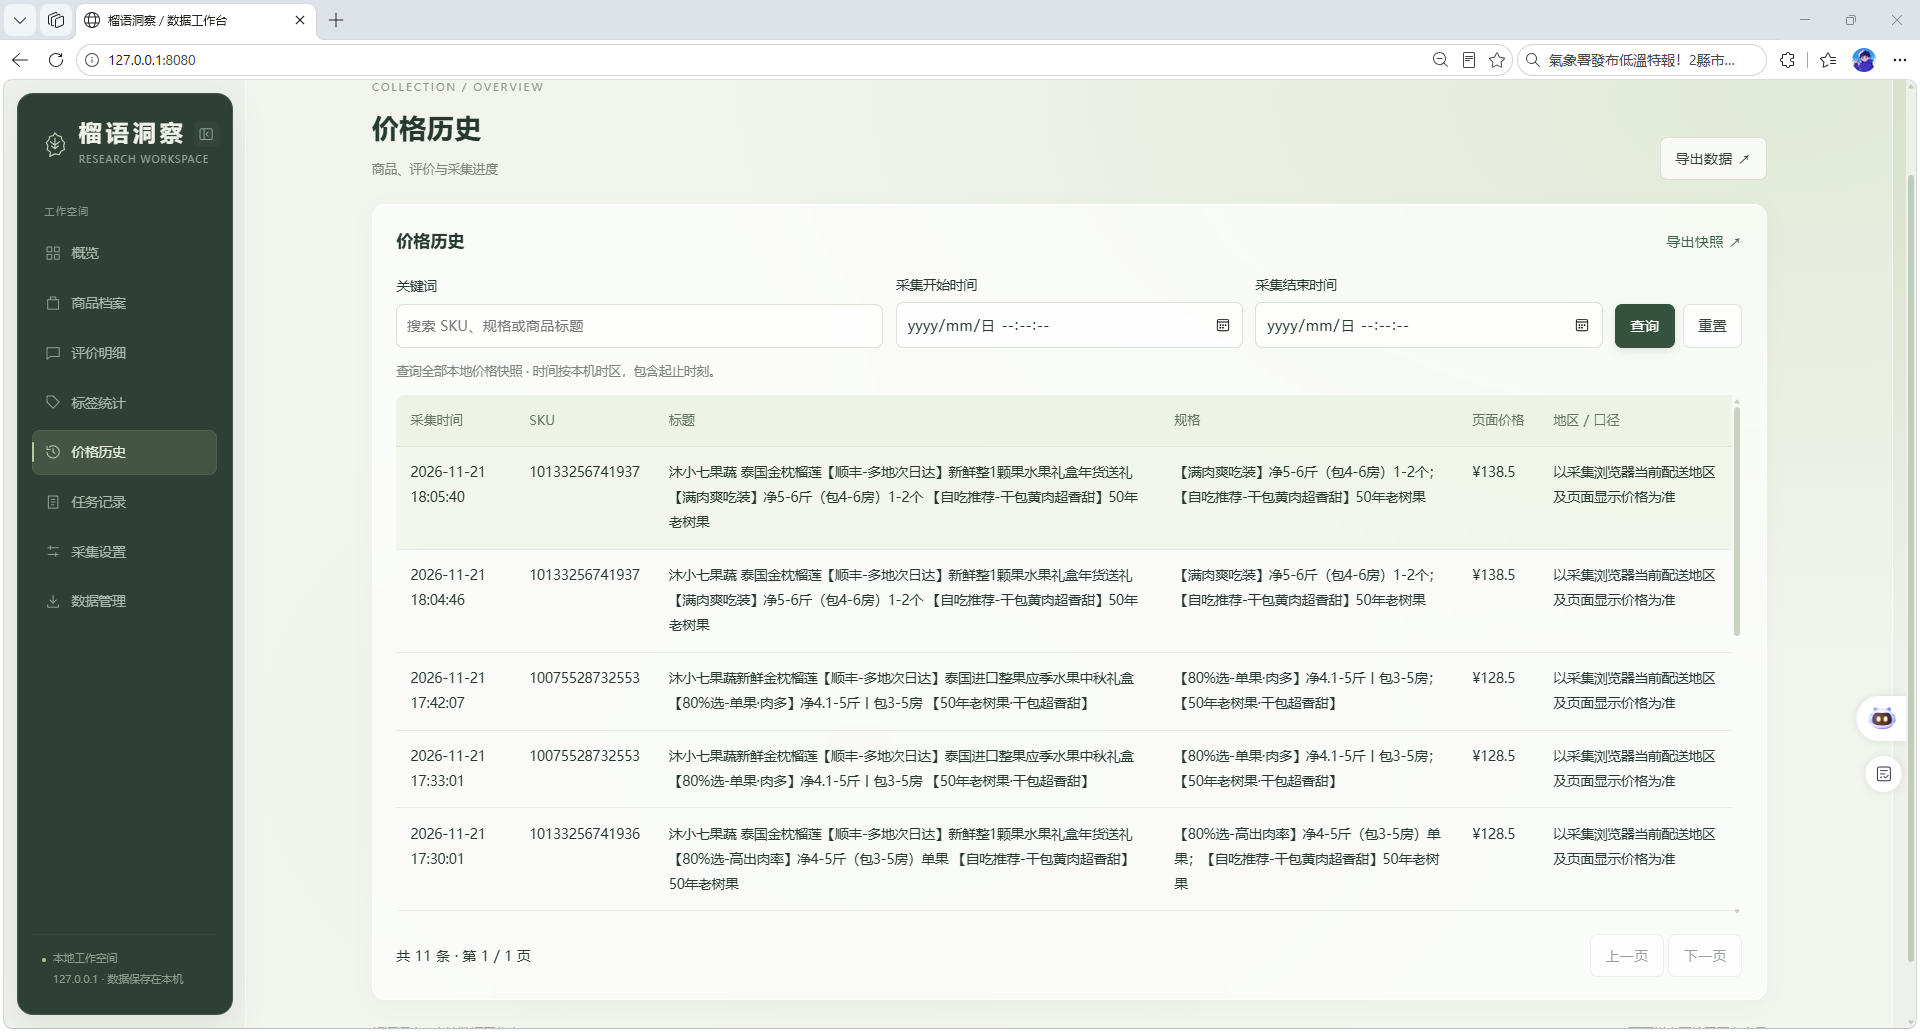 榴语洞察 / 数据工作台
127.0.0.1:8080
氣象署發布低溫特報！2縣市...
榴语洞察
RESEARCH WORKSPACE
工作空间
概览
商品档案
评价明细
标签统计
价格历史
任务记录
采集设置
数据管理
本地工作空间
127.0.0.1 · 数据保存在本机
COLLECTION / OVERVIEW
价格历史
商品、评价与采集进度
导出数据 ↗
价格历史
导出快照 ↗
关键词
采集开始时间
采集结束时间
搜索 SKU、规格或商品标题
yyyy/mm/日 --:--:--
yyyy/mm/日 --:--:--
查询
重置
查询全部本地价格快照 · 时间按本机时区，包含起止时刻。
采集时间 SKU 标题 规格 页面价格 地区 / 口径
2026-11-21 10133256741937 沐小七果蔬 泰国金枕榴莲【顺丰-多地次日达】新鲜整1颗果水果礼盒年货送礼 【满肉爽吃装】净5-6斤（包4-6房）1-2个； ¥138.5 以采集浏览器当前配送地区
18:05:40 【满肉爽吃装】净5-6斤（包4-6房）1-2个 【自吃推荐-干包黄肉超香甜】50年 【自吃推荐-干包黄肉超香甜】50年老树果 及页面显示价格为准
老树果
2026-11-21 10133256741937 沐小七果蔬 泰国金枕榴莲【顺丰-多地次日达】新鲜整1颗果水果礼盒年货送礼 【满肉爽吃装】净5-6斤（包4-6房）1-2个； ¥138.5 以采集浏览器当前配送地区
18:04:46 【满肉爽吃装】净5-6斤（包4-6房）1-2个 【自吃推荐-干包黄肉超香甜】50年 【自吃推荐-干包黄肉超香甜】50年老树果 及页面显示价格为准
老树果
2026-11-21 10075528732553 沐小七果蔬新鲜金枕榴莲【顺丰-多地次日达】泰国进口整果应季水果中秋礼盒 【80%选-单果·肉多】净4.1-5斤丨包3-5房； ¥128.5 以采集浏览器当前配送地区
17:42:07 【80%选-单果·肉多】净4.1-5斤丨包3-5房 【50年老树果·干包超香甜】 【50年老树果·干包超香甜】 及页面显示价格为准
2026-11-21 10075528732553 沐小七果蔬新鲜金枕榴莲【顺丰-多地次日达】泰国进口整果应季水果中秋礼盒 【80%选-单果·肉多】净4.1-5斤丨包3-5房； ¥128.5 以采集浏览器当前配送地区
17:33:01 【80%选-单果·肉多】净4.1-5斤丨包3-5房 【50年老树果·干包超香甜】 【50年老树果·干包超香甜】 及页面显示价格为准
2026-11-21 10133256741936 沐小七果蔬 泰国金枕榴莲【顺丰-多地次日达】新鲜整1颗果水果礼盒年货送礼 【80%选-高出肉率】净4-5斤（包3-5房）单 ¥128.5 以采集浏览器当前配送地区
17:30:01 【80%选-高出肉率】净4-5斤（包3-5房）单果 【自吃推荐-干包黄肉超香甜】 果；【自吃推荐-干包黄肉超香甜】50年老树 及页面显示价格为准
50年老树果 果
共 11 条 · 第 1 / 1 页
上一页
下一页